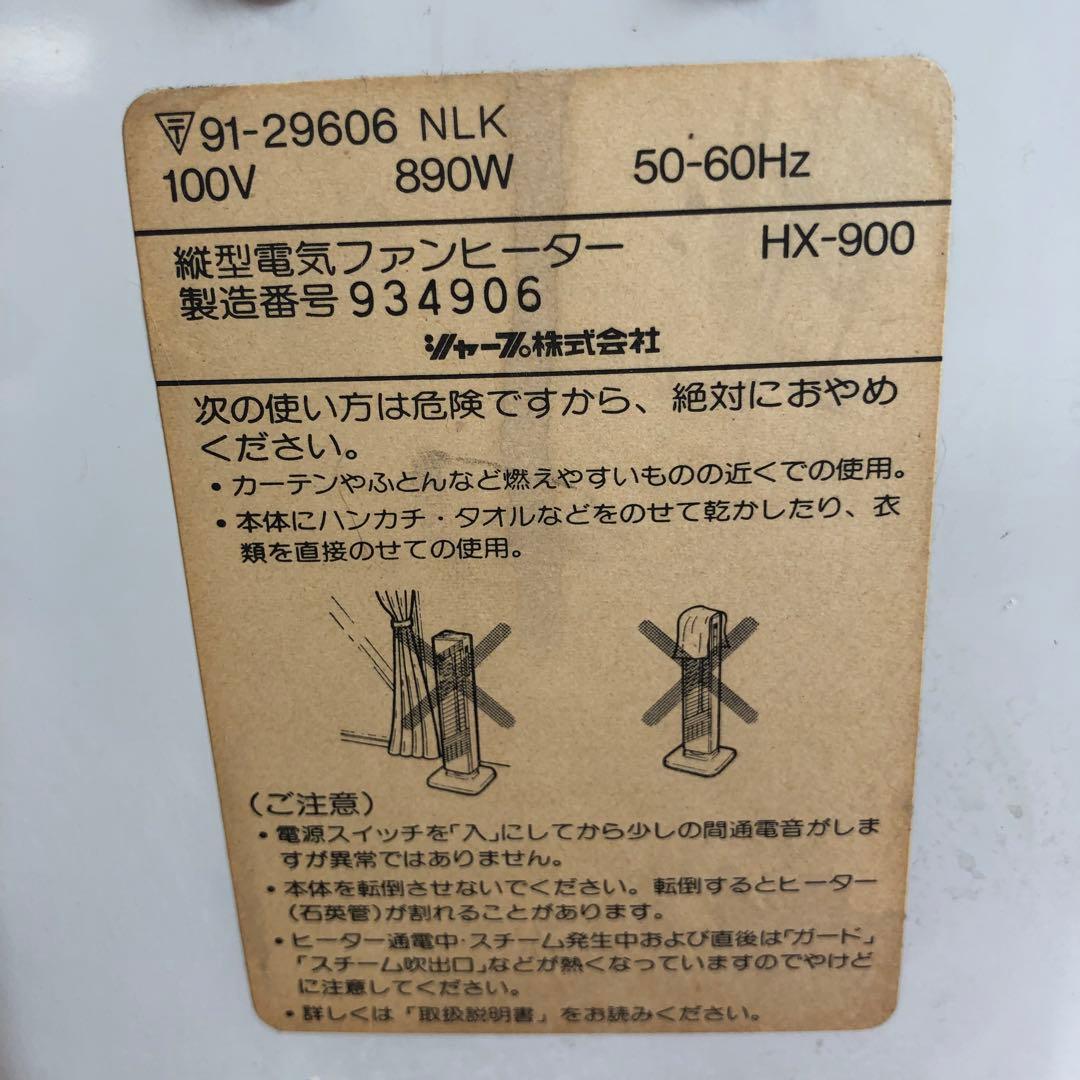 〒91-29606 NLK
100V 890W 50-60Hz
縦型電気ファンヒーター HX-900
製造番号 934906
シャープ株式会社
次の使い方は危険ですから、絶対におやめ
ください。
・カーテンやふとんなど燃えやすいものの近くでの使用。
・本体にハンカチ・タオルなどをのせて乾かしたり、衣
類を直接のせての使用。
(ご注意)
・電源スイッチを「入」にしてから少しの間通電音がしま
すが異常ではありません。
・本体を転倒させないでください。転倒するとヒーター
(石英管)が割れることがあります。
・ヒーター通電中・スチーム発生中および直後は「ガード」
「スチーム吹出口」などが熱くなっていますのでやけど
に注意してください。
・詳しくは「取扱説明書」をお読みください。